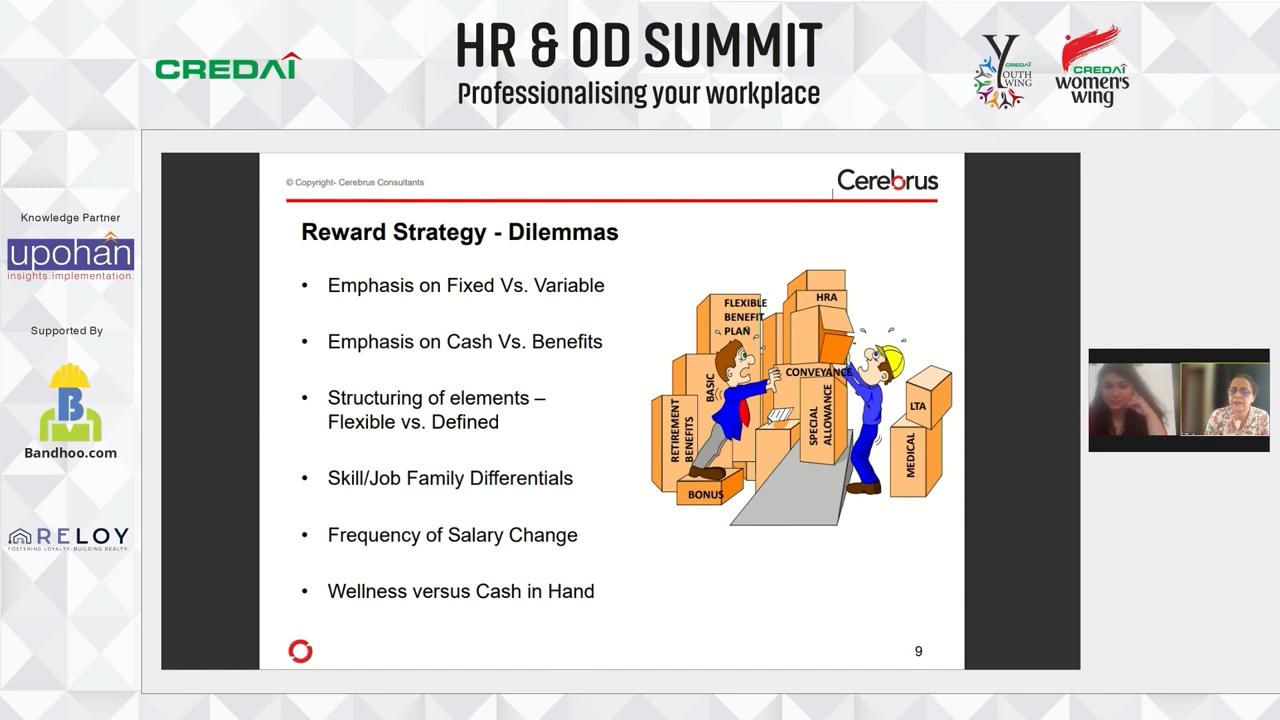 HR & OD SUMMIT
Professionalising your workplace
CREDAI
CREDAI
YOUTH
WING
CREDAI
women's
wing
Knowledge Partner
upohan
insights.implementation.
Supported By
B
Bandhoo.com
RELOY
FOSTERING LOYALTY. BUILDING REALTY.
© Copyright- Cerebrus Consultants
Cerebrus
Reward Strategy - Dilemmas
• Emphasis on Fixed Vs. Variable
• Emphasis on Cash Vs. Benefits
• Structuring of elements –
Flexible vs. Defined
• Skill/Job Family Differentials
• Frequency of Salary Change
• Wellness versus Cash in Hand
FLEXIBLE
BENEFIT
PLAN
HRA
BASIC
CONVEYANCE
RETIREMENT
BENEFITS
SPECIAL
ALLOWANCE
LTA
MEDICAL
BONUS
9